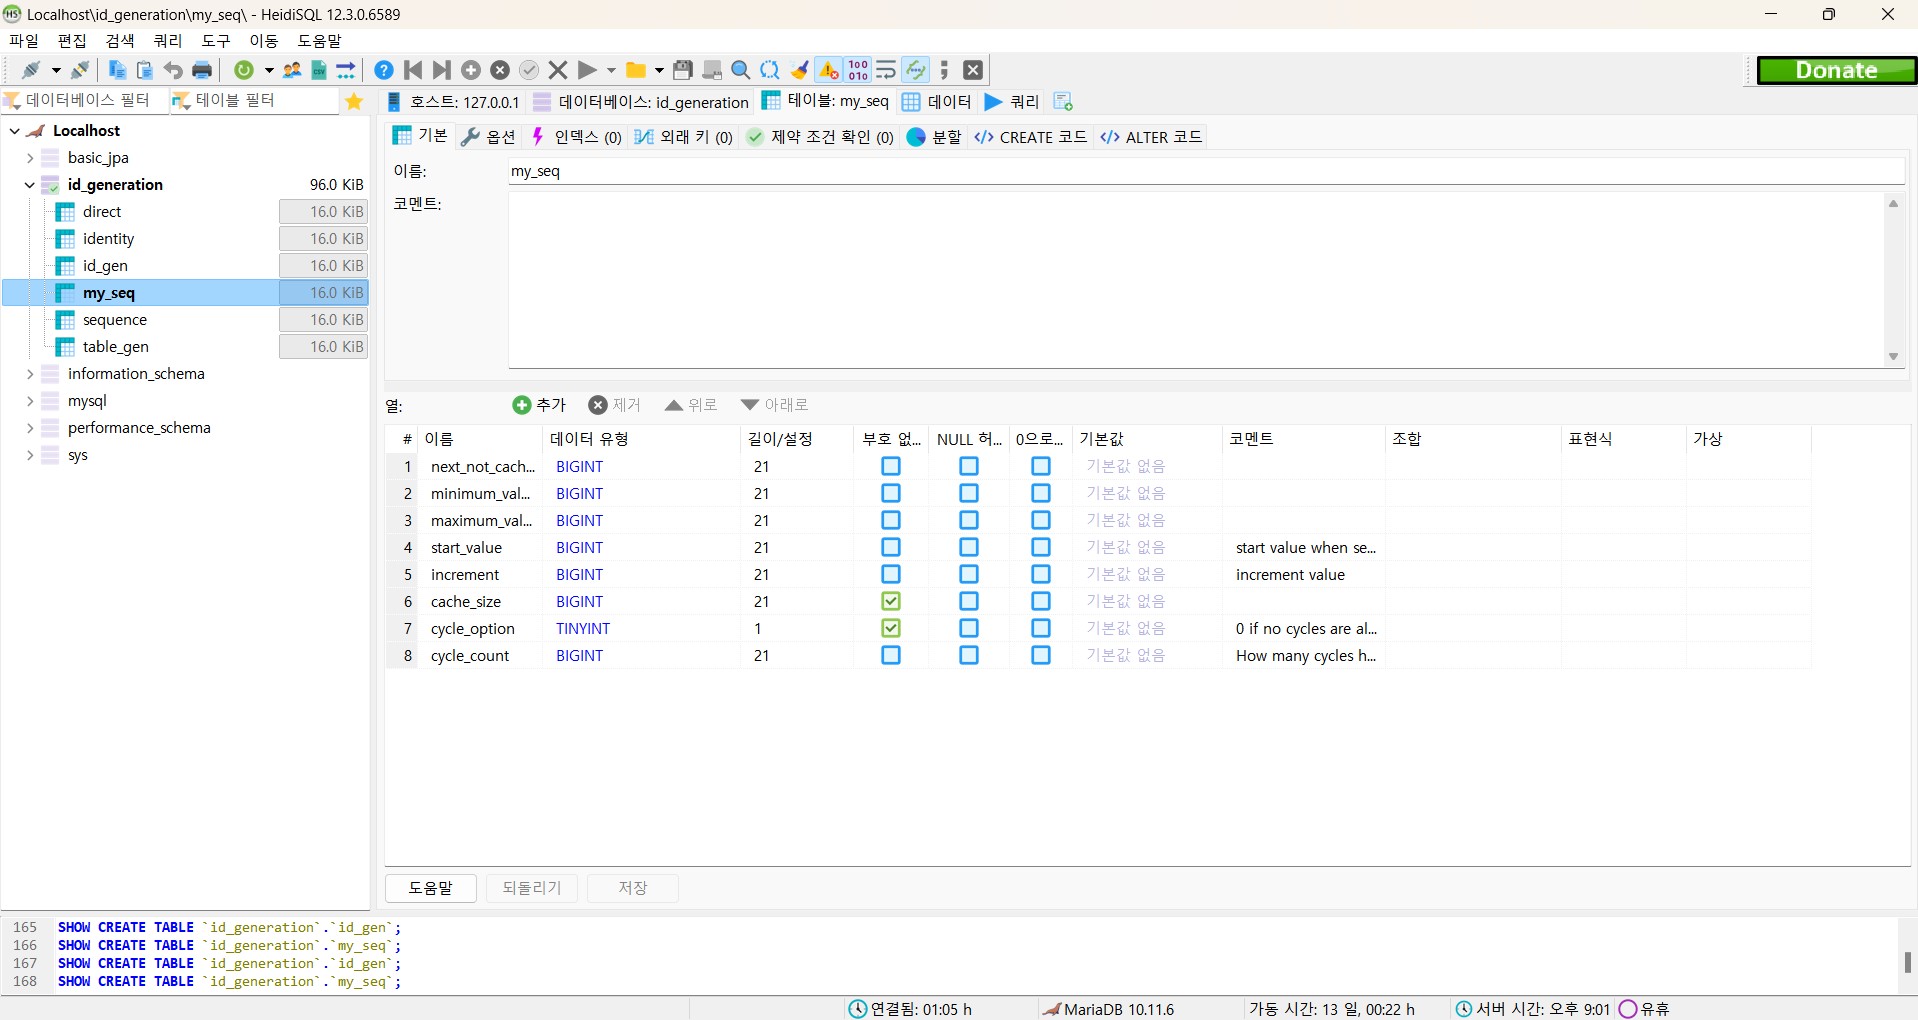 Localhost\id_generation\my_seq\ - HeidiSQL 12.3.0.6589
파일 편집 검색 쿼리 도구 이동 도움말
Donate
데이터베이스 필터 테이블 필터
호스트: 127.0.0.1 데이터베이스: id_generation 테이블: my_seq 데이터 쿼리
Localhost
basic_jpa
id_generation 96.0 KiB
direct 16.0 KiB
identity 16.0 KiB
id_gen 16.0 KiB
my_seq 16.0 KiB
sequence 16.0 KiB
table_gen 16.0 KiB
information_schema
mysql
performance_schema
sys
기본 옵션 인덱스 (0) 외래 키 (0) 제약 조건 확인 (0) 분할 CREATE 코드 ALTER 코드
이름: my_seq
코멘트:
열: 추가 제거 위로 아래로
# 이름 데이터 유형 길이/설정 부호 없... NULL 허... 0으로... 기본값 코멘트 조합 표현식 가상
1 next_not_cach... BIGINT 21 기본값 없음
2 minimum_val... BIGINT 21 기본값 없음
3 maximum_val... BIGINT 21 기본값 없음
4 start_value BIGINT 21 기본값 없음 start value when se...
5 increment BIGINT 21 기본값 없음 increment value
6 cache_size BIGINT 21 기본값 없음
7 cycle_option TINYINT 1 기본값 없음 0 if no cycles are al...
8 cycle_count BIGINT 21 기본값 없음 How many cycles h...
도움말 되돌리기 저장
165 SHOW CREATE TABLE `id_generation`.`id_gen`;
166 SHOW CREATE TABLE `id_generation`.`my_seq`;
167 SHOW CREATE TABLE `id_generation`.`id_gen`;
168 SHOW CREATE TABLE `id_generation`.`my_seq`;
연결됨: 01:05 h MariaDB 10.11.6 가동 시간: 13 일, 00:22 h 서버 시간: 오후 9:01 유휴